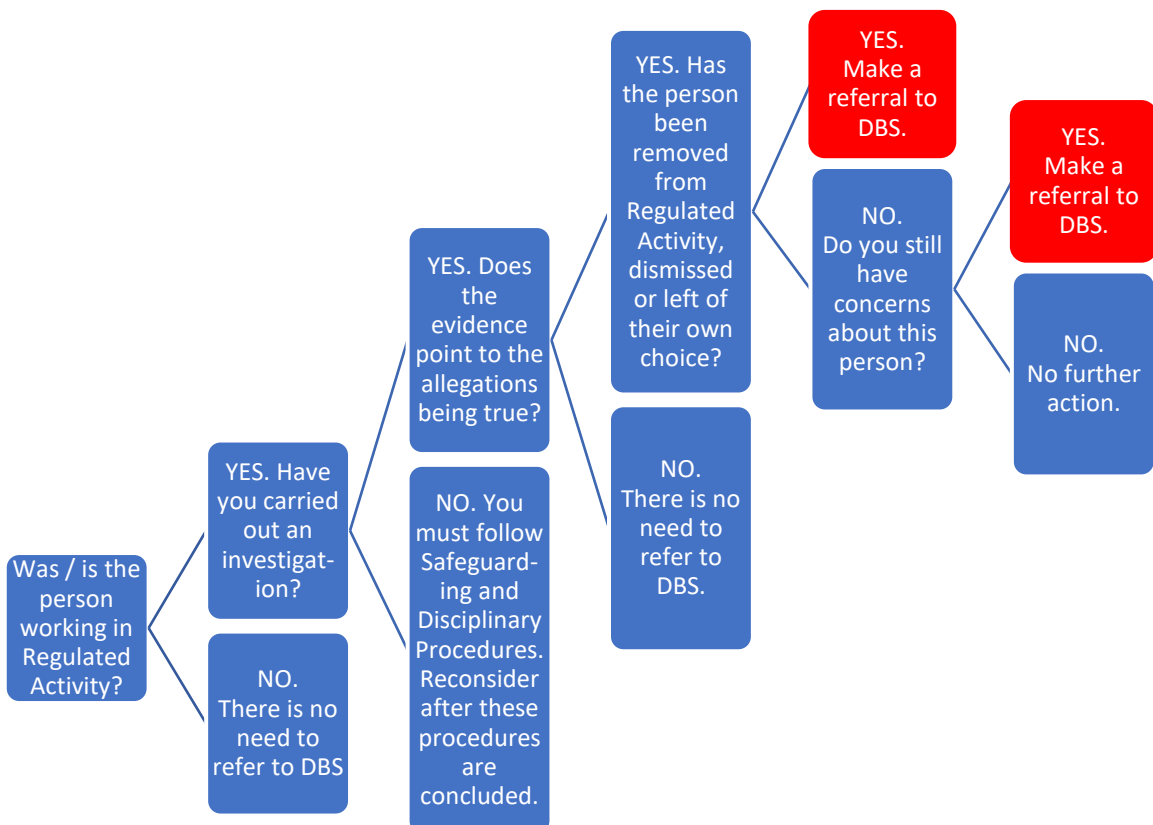 Was / is the
person
working in
Regulated
Activity?
YES. Have
you carried
out an
investigat-
ion?
NO.
There is no
need to
refer to DBS
YES. Does
the
evidence
point to the
allegations
being true?
NO. You
must follow
Safeguard-
ing and
Disciplinary
Procedures.
Reconsider
after these
procedures
are
concluded.
YES. Has
the person
been
removed
from
Regulated
Activity,
dismissed
or left of
their own
choice?
NO.
There is no
need to
refer to
DBS.
YES.
Make a
referral to
DBS.
NO.
Do you still
have
concerns
about this
person?
YES.
Make a
referral to
DBS.
NO.
No further
action.